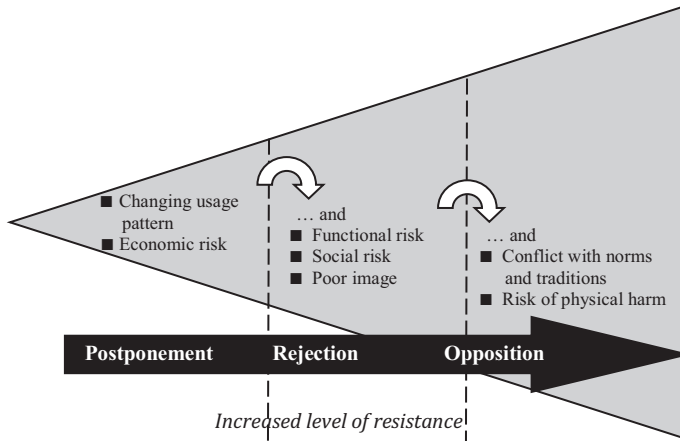 ■ Changing usage
pattern
■ Economic risk
... and
■ Functional risk
■ Social risk
■ Poor image
... and
■ Conflict with norms
and traditions
■ Risk of physical harm
Postponement
Rejection
Opposition
Increased level of resistance